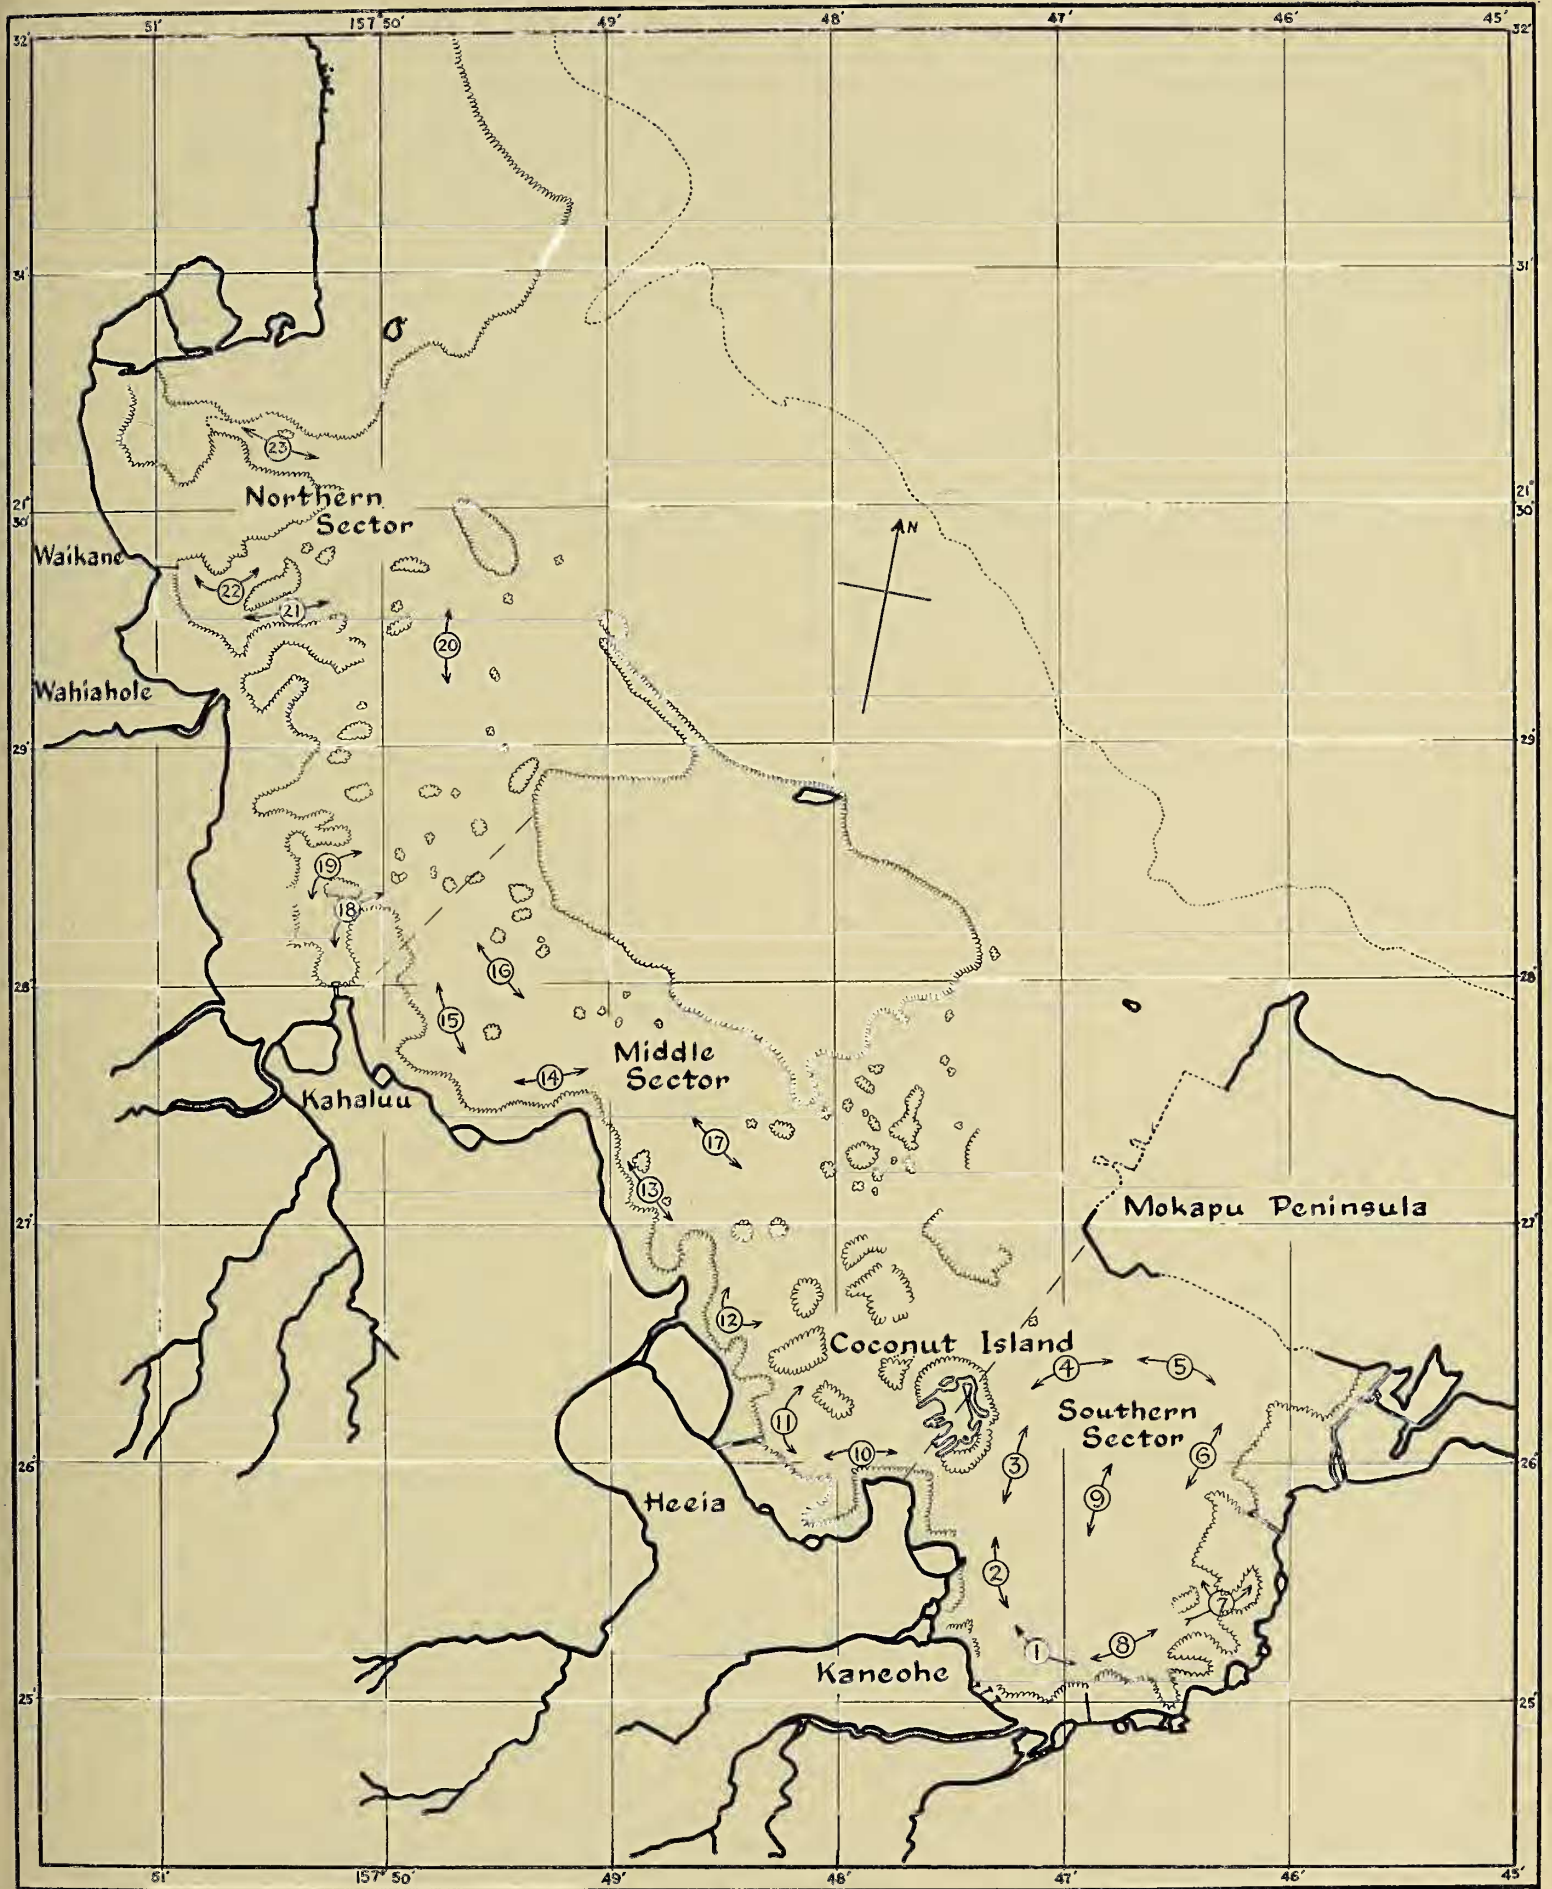 51' 157° 50' 49' 48' 47' 46' 45'
32' 32'
31' 31'
23
Northern
Sector
21° 30' 21° 30'
N
Waikane
22
21
20
Wahiahole
29' 29'
19
18
16
28' 28'
15
Middle
Sector
14
Kahaluu
17
13
Mokapu Peninsula
27' 27'
12
Coconut Island
4 5
Southern
Sector
11
10
3
6
26' 26'
9
Heeia
2
7
1
8
Kaneohe
25' 25'
51' 157° 50' 49' 48' 47' 46' 45'